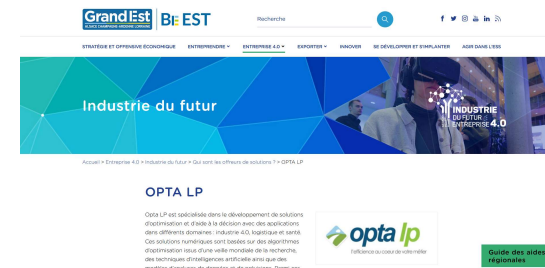 Grand Est
ALSACE CHAMPAGNE-ARDENNE LORRAINE
BE EST
Recherche
STRATÉGIE ET OFFENSIVE ÉCONOMIQUE ENTREPRENDRE ENTREPRISE 4.0 EXPORTER INNOVER SE DÉVELOPPER ET S'IMPLANTER AGIR DANS L'ESS
Industrie du futur
INDUSTRIE
DU FUTUR
ENTREPRISE 4.0
Accueil > Entreprise 4.0 > Industrie du futur > Qui sont les offreurs de solutions ? > OPTA LP
OPTA LP
Opta LP est spécialisée dans le développement de solutions
d'optimisation et d'aide à la décision avec des applications
dans différents domaines : industrie 4.0, logistique et santé.
Ces solutions numériques sont basées sur des algorithmes
d'optimisation issus d'une veille mondiale de la recherche,
des techniques d'intelligences artificielle ainsi que des
opta lp
l'efficience au coeur de votre métier
Guide des aides
régionales